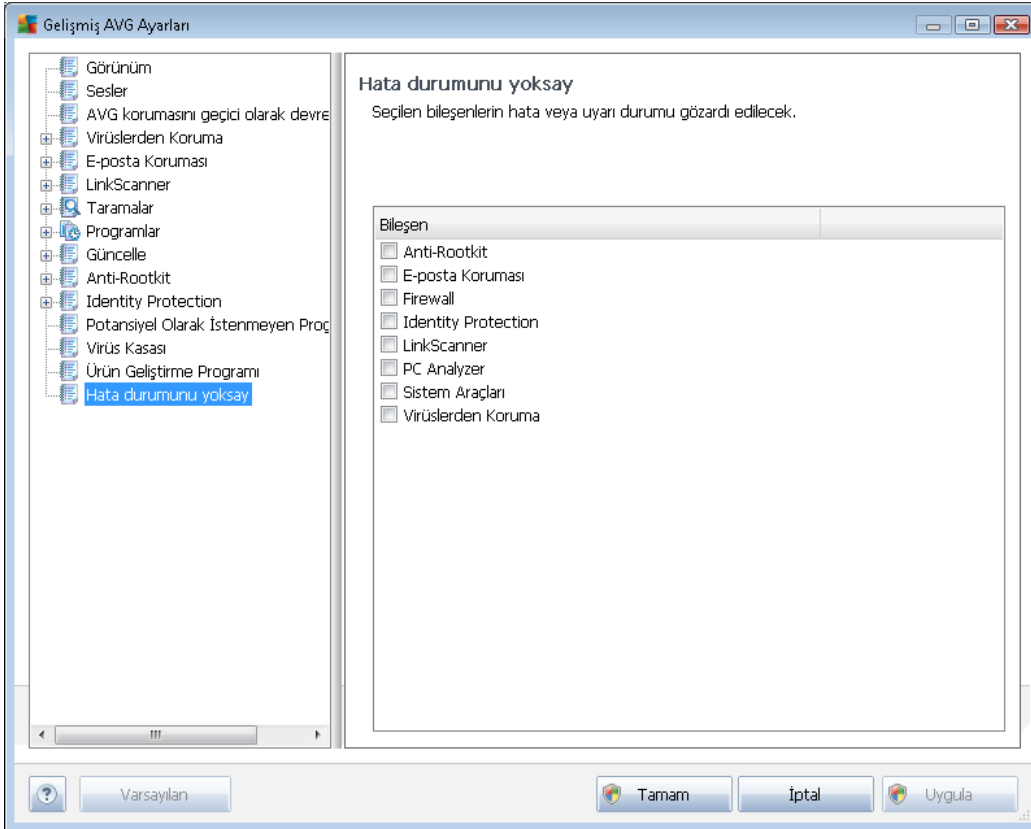 Gelişmiş AVG Ayarları
Görünüm
Sesler
AVG korumasını geçici olarak devre
Virüslerden Koruma
E-posta Koruması
LinkScanner
Taramalar
Programlar
Güncelle
Anti-Rootkit
Identity Protection
Potansiyel Olarak İstenmeyen Prog
Virüs Kasası
Ürün Geliştirme Programı
Hata durumunu yoksay
Hata durumunu yoksay
Seçilen bileşenlerin hata veya uyarı durumu gözardı edilecek.
Bileşen
Anti-Rootkit
E-posta Koruması
Firewall
Identity Protection
LinkScanner
PC Analyzer
Sistem Araçları
Virüslerden Koruma
?
Varsayılan
Tamam
İptal
Uygula